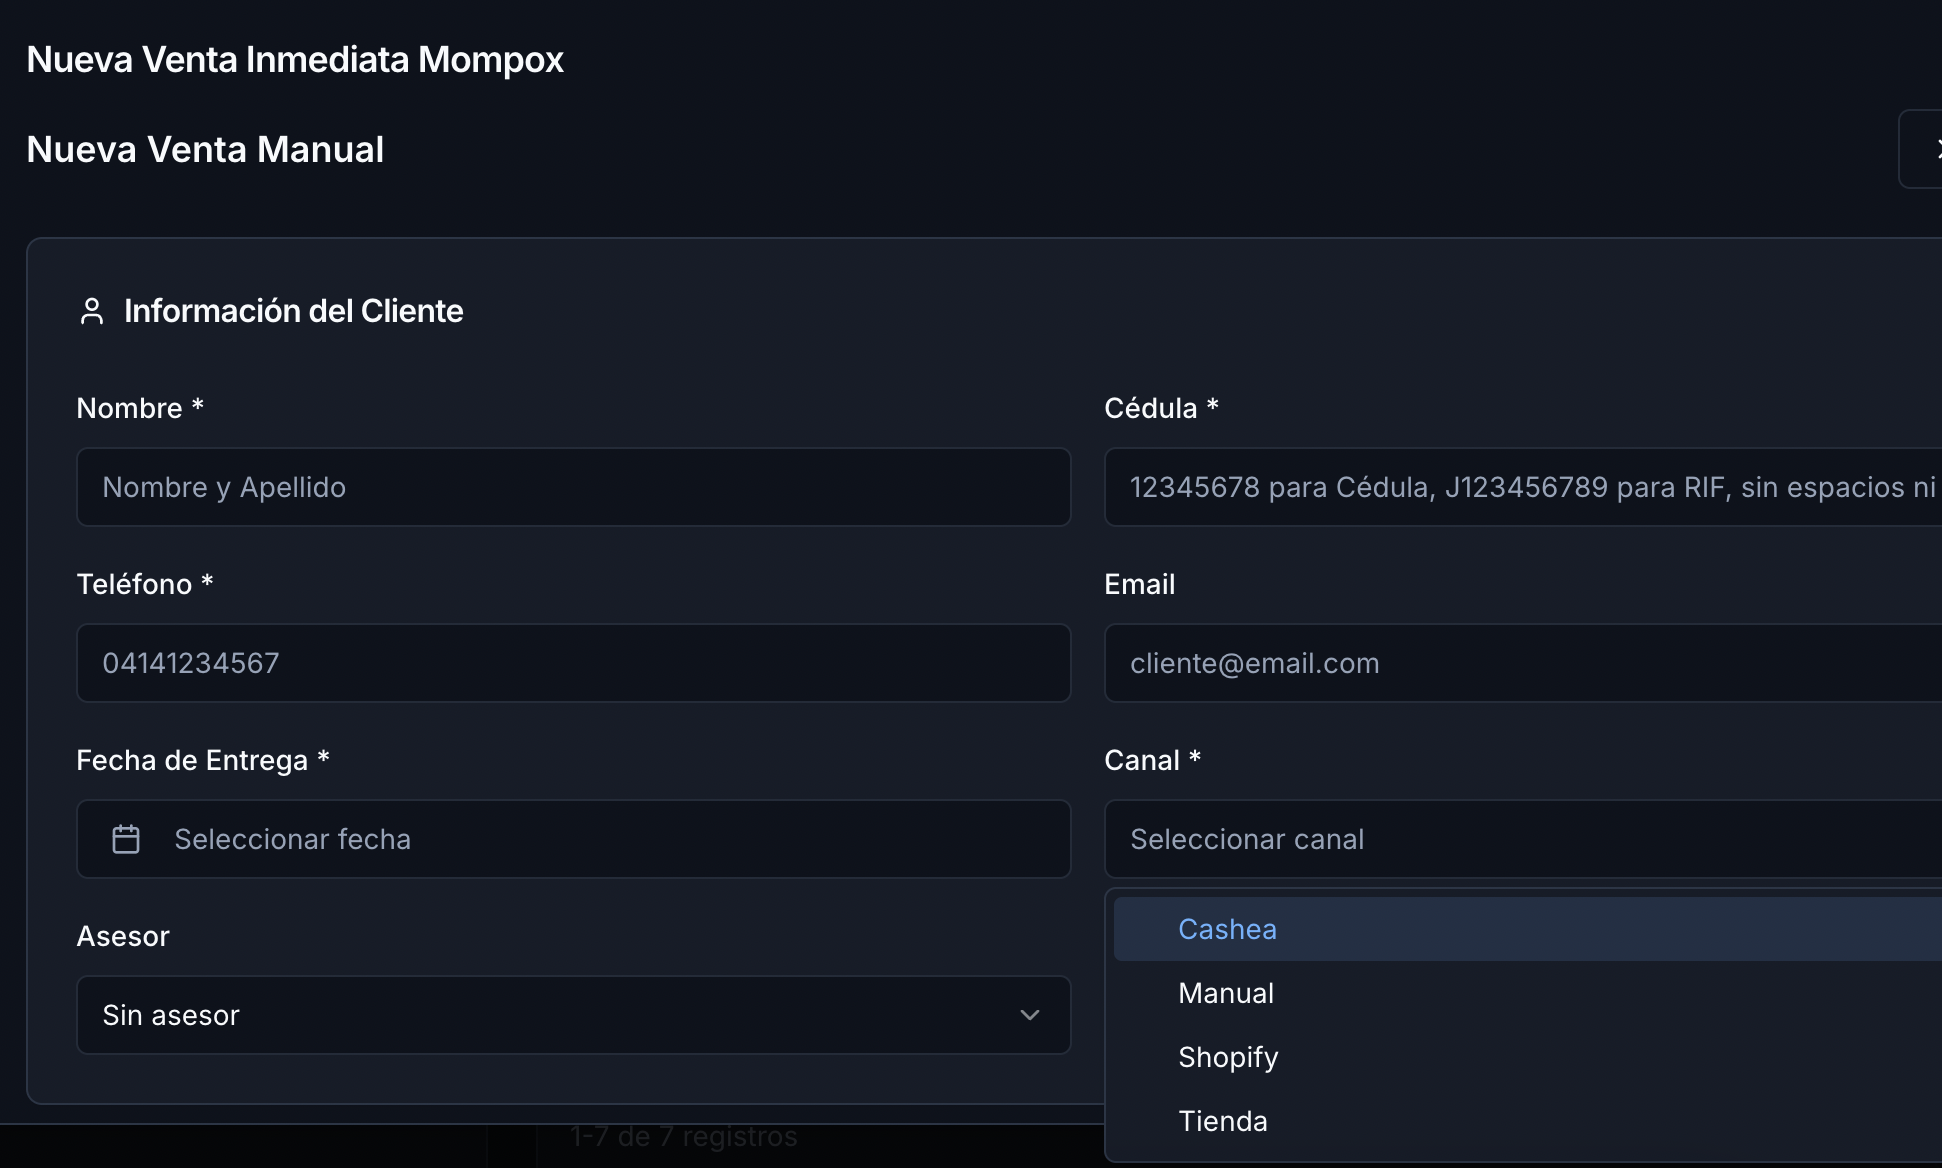 Nueva Venta Inmediata Mompox
Nueva Venta Manual
Información del Cliente
Nombre *
Nombre y Apellido
Cédula *
12345678 para Cédula, J123456789 para RIF, sin espacios ni
Teléfono *
04141234567
Email
cliente@email.com
Fecha de Entrega *
Seleccionar fecha
Canal *
Seleccionar canal
Cashea
Manual
Shopify
Tienda
Asesor
Sin asesor
1-7 de 7 registros